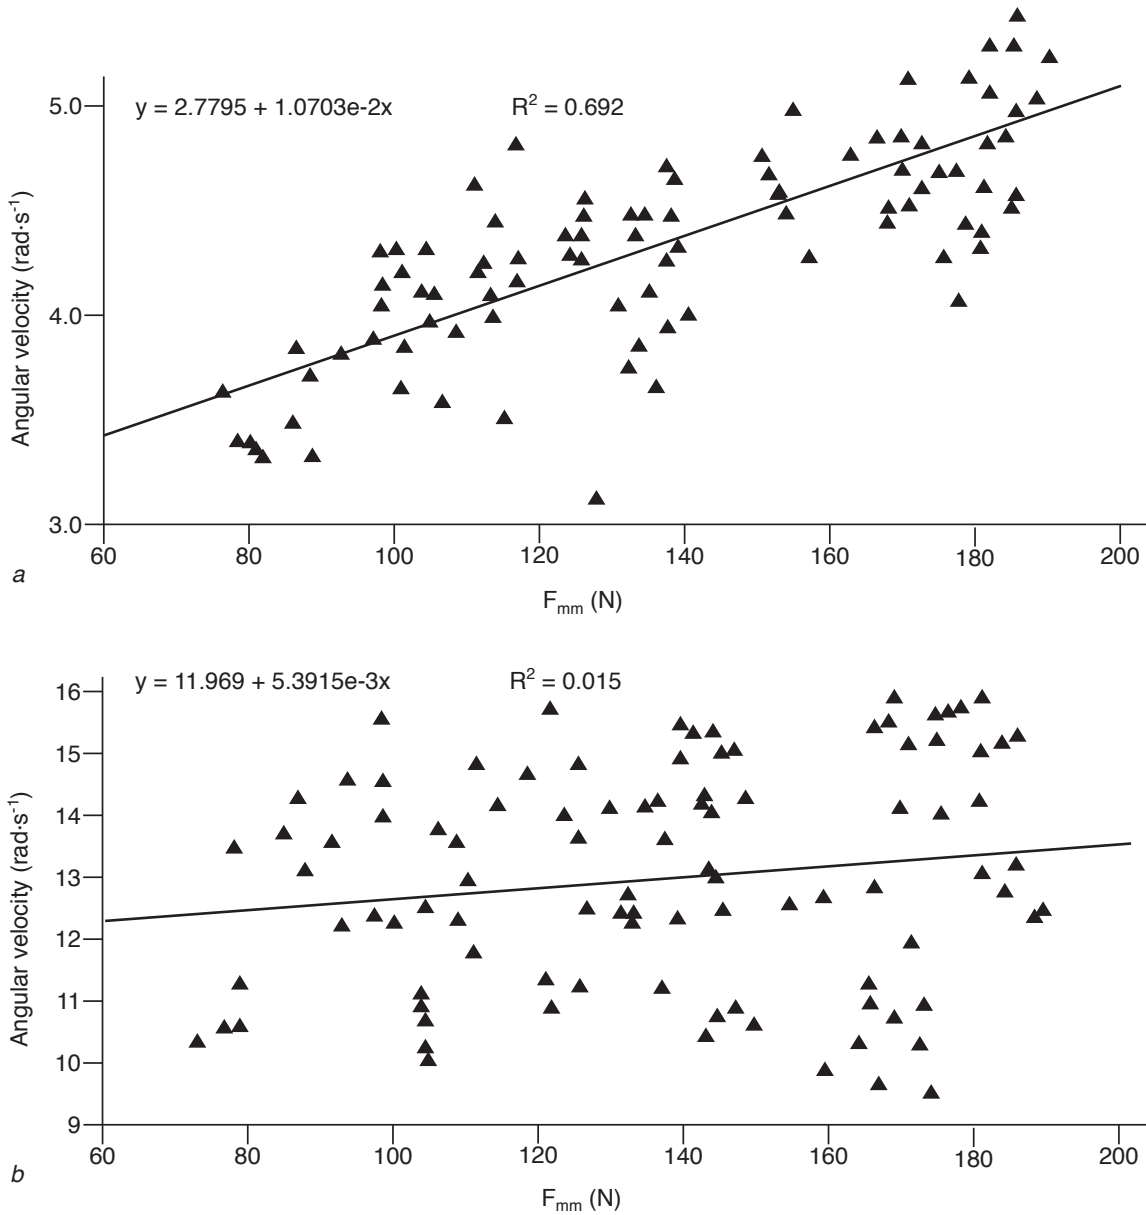 y = 2.7795 + 1.0703e-2x R² = 0.692
Angular velocity (rad·s⁻¹)
5.0
4.0
3.0
60 80 100 120 140 160 180 200
a
Fmm (N)
y = 11.969 + 5.3915e-3x R² = 0.015
Angular velocity (rad·s⁻¹)
16
15
14
13
12
11
10
9
60 80 100 120 140 160 180 200
b
Fmm (N)